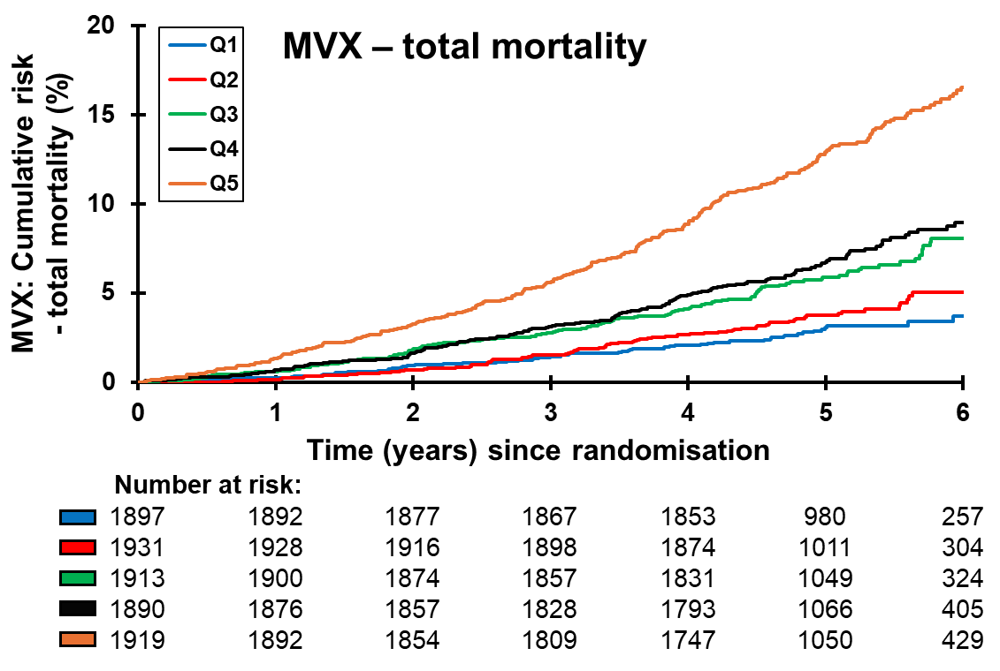 MVX – total mortality
MVX: Cumulative risk
- total mortality (%)
20
15
10
5
0
Q1
Q2
Q3
Q4
Q5
0 1 2 3 4 5 6
Time (years) since randomisation
Number at risk:
1897 1892 1877 1867 1853 980 257
1931 1928 1916 1898 1874 1011 304
1913 1900 1874 1857 1831 1049 324
1890 1876 1857 1828 1793 1066 405
1919 1892 1854 1809 1747 1050 429